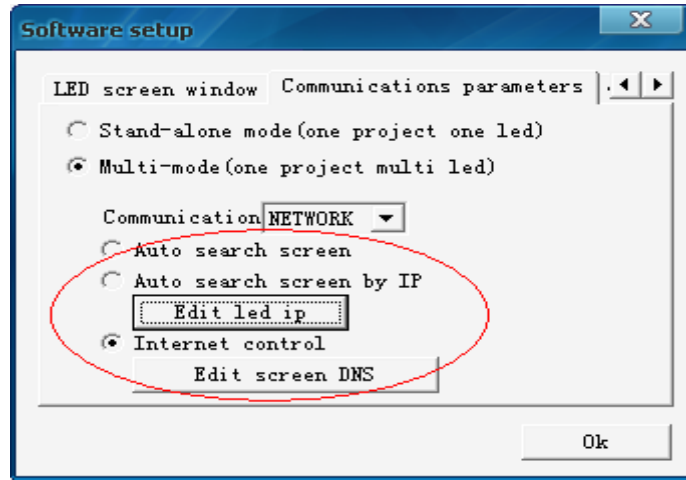 Software setup
LED screen window Communications parameters
Stand-alone mode(one project one led)
Multi-mode(one project multi led)
Communication NETWORK
Auto search screen
Auto search screen by IP
Edit led ip
Internet control
Edit screen DNS
Ok